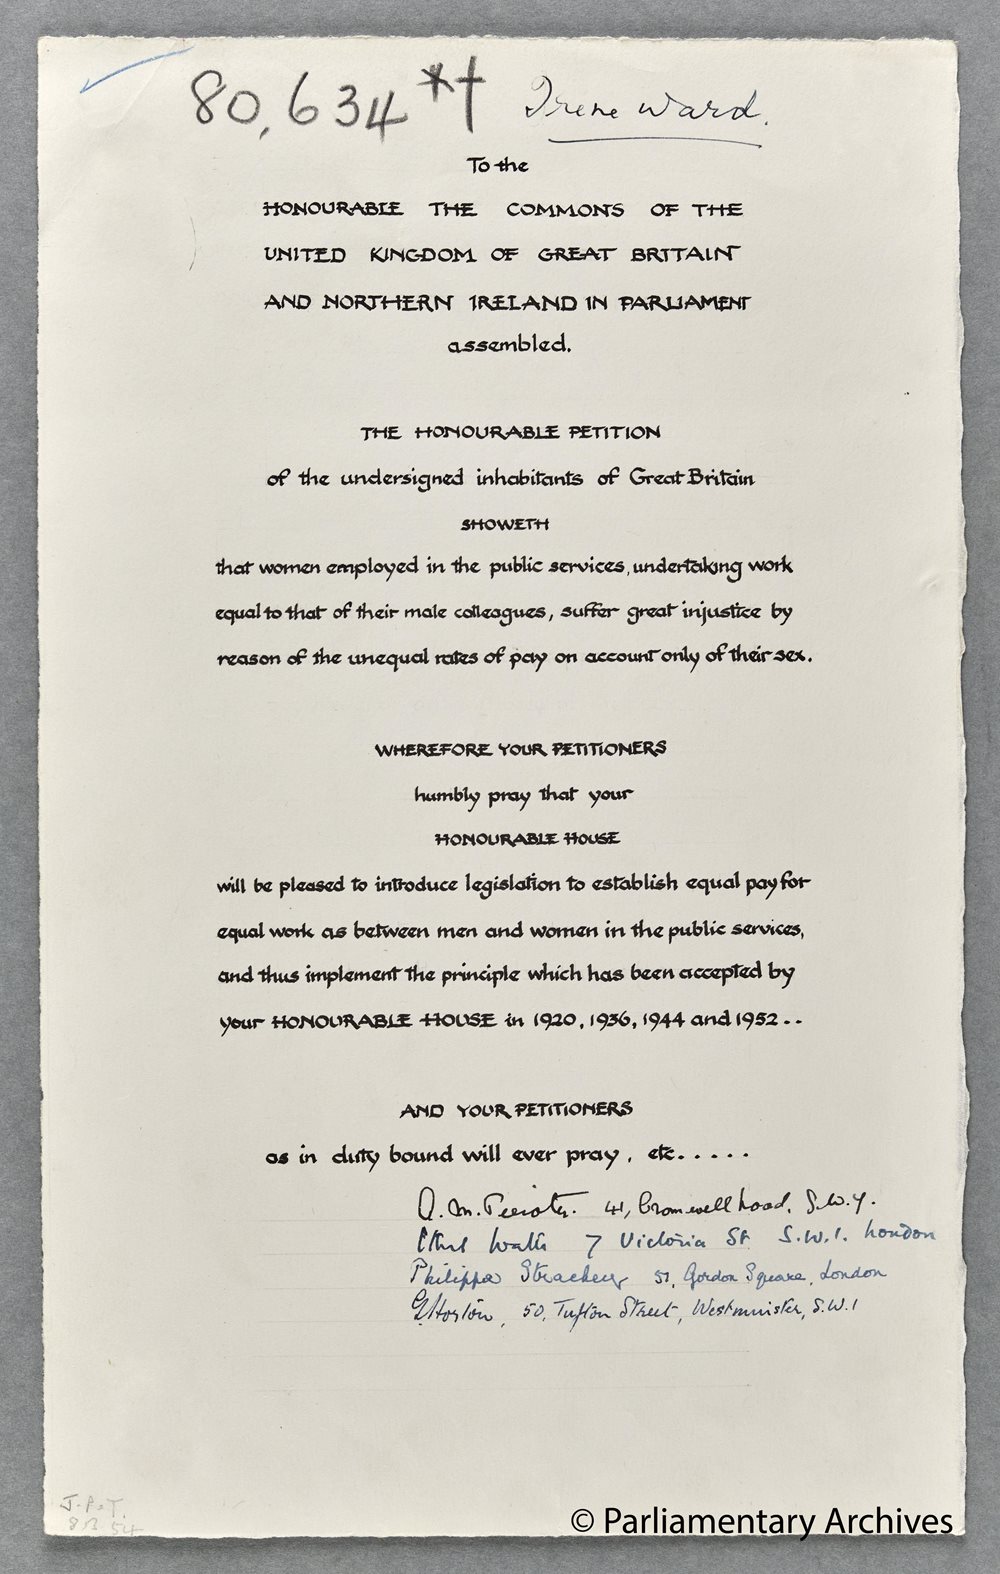 80,634 *†
Irene Ward.
To the
HONOURABLE THE COMMONS OF THE
UNITED KINGDOM OF GREAT BRITAIN
AND NORTHERN IRELAND IN PARLIAMENT
assembled.
THE HONOURABLE PETITION
of the undersigned inhabitants of Great Britain
SHOWETH
that women employed in the public services, undertaking work
equal to that of their male colleagues, suffer great injustice by
reason of the unequal rates of pay on account only of their sex.
WHEREFORE YOUR PETITIONERS
humbly pray that your
HONOURABLE HOUSE
will be pleased to introduce legislation to establish equal pay for
equal work as between men and women in the public services,
and thus implement the principle which has been accepted by
your HONOURABLE HOUSE in 1920, 1936, 1944 and 1952..
AND YOUR PETITIONERS
as in duty bound will ever pray, etc.....
A. M. 41, Cromwell Road. S.W.7.
7 Victoria St S.W.1. London
Philippa Strachey 51, Gordon Square, London
50, Tufton Street, Westminster, S.W.1
J.P.T.
© Parliamentary Archives